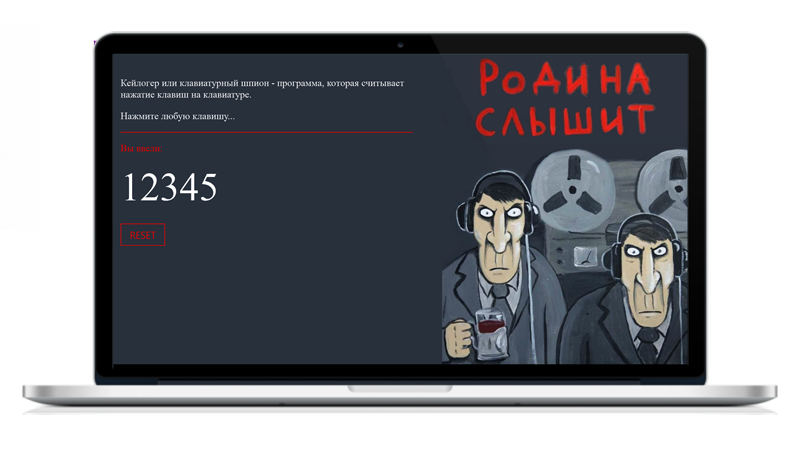 Кейлогер или клавиатурный шпион - программа, которая считывает
нажатие клавиш на клавиатуре.
Нажмите любую клавишу...
Вы ввели:
12345
RESET
РОДИНА
СЛЫШИТ